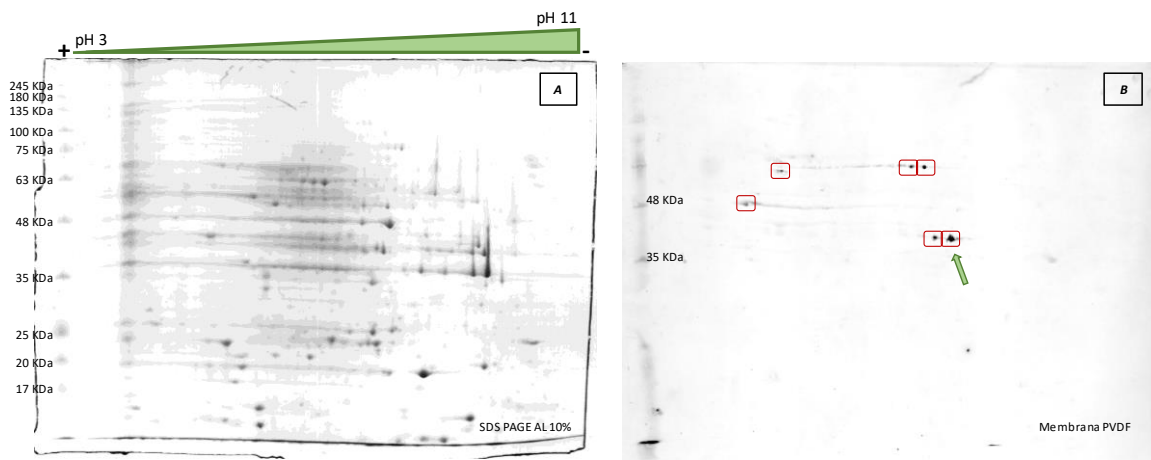 pH 11
+ pH 3 -
A
245 KDa
180 KDa
135 KDa
100 KDa
75 KDa
63 KDa
48 KDa
35 KDa
25 KDa
20 KDa
17 KDa
SDS PAGE AL 10%
B
48 KDa
35 KDa
Membrana PVDF